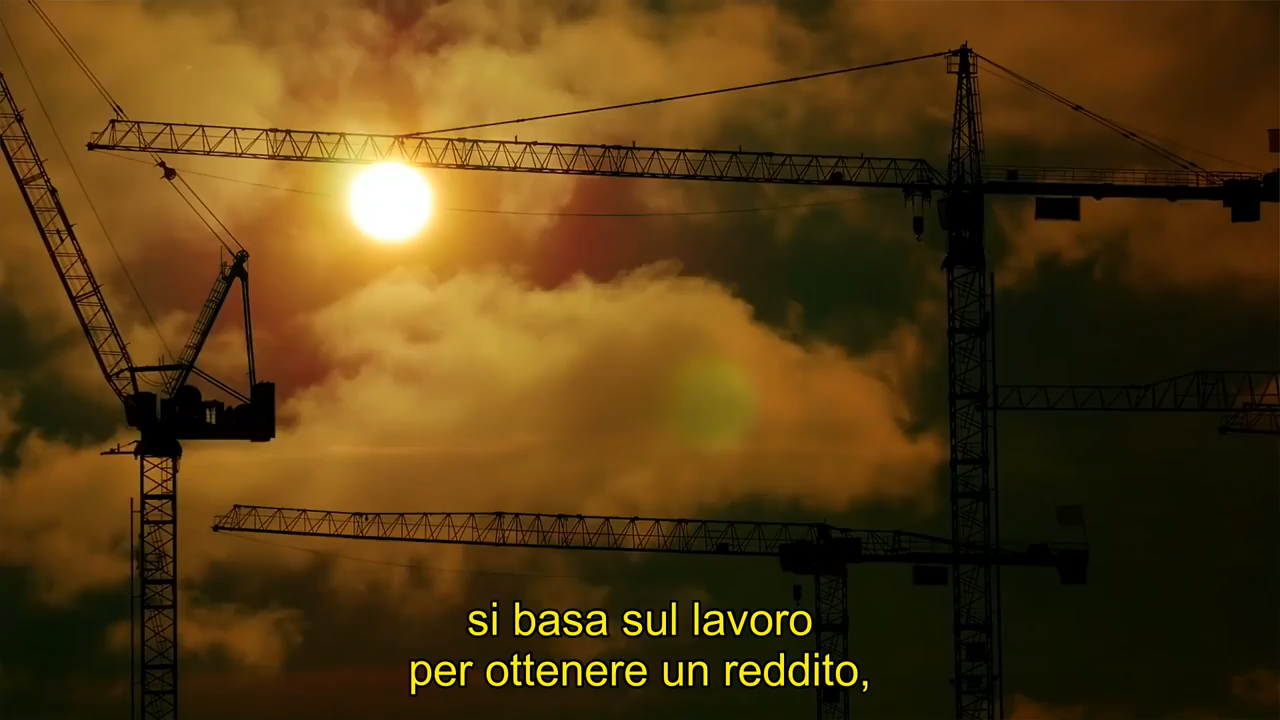 si basa sul lavoro
per ottenere un reddito,